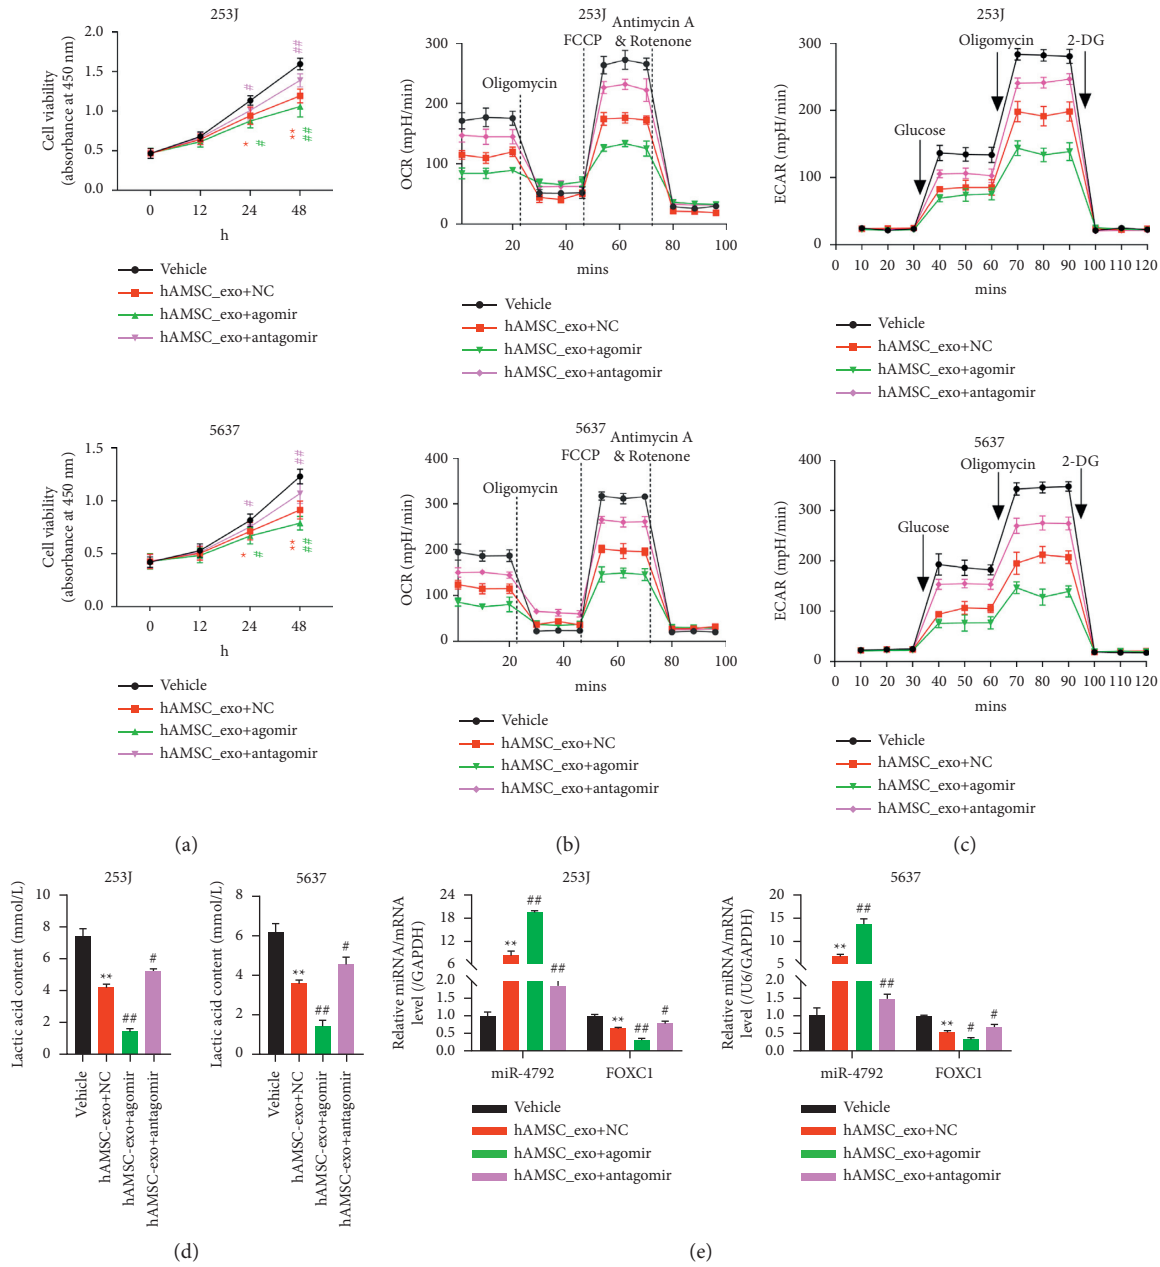 253J
Cell viability
(absorbance at 450 nm)
2.0
1.5
1.0
0.5
0.0
##
#
* #
** ##
0 12 24 48
h
Vehicle
hAMSC_exo+NC
hAMSC_exo+agomir
hAMSC_exo+antagomir
253J
OCR (mpH/min)
300
200
100
0
Oligomycin
FCCP
Antimycin A
& Rotenone
20 40 60 80 100
mins
Vehicle
hAMSC_exo+NC
hAMSC_exo+agomir
hAMSC_exo+antagomir
253J
ECAR (mpH/min)
300
200
100
0
Glucose
Oligomycin
2-DG
0 10 20 30 40 50 60 70 80 90 100 110 120
mins
Vehicle
hAMSC_exo+NC
hAMSC_exo+agomir
hAMSC_exo+antagomir
5637
Cell viability
(absorbance at 450 nm)
1.5
1.0
0.5
0.0
##
#
* #
** ##
0 12 24 48
h
Vehicle
hAMSC_exo+NC
hAMSC_exo+agomir
hAMSC_exo+antagomir
(a)
5637
OCR (mpH/min)
400
300
200
100
0
Oligomycin
FCCP
Antimycin A
& Rotenone
20 40 60 80 100
mins
Vehicle
hAMSC_exo+NC
hAMSC_exo+agomir
hAMSC_exo+antagomir
(b)
5637
ECAR (mpH/min)
400
300
200
100
0
Glucose
Oligomycin
2-DG
0 10 20 30 40 50 60 70 80 90 100 110 120
mins
Vehicle
hAMSC_exo+NC
hAMSC_exo+agomir
hAMSC_exo+antagomir
(c)
253J
Lactic acid content (mmol/L)
10
8
6
4
2
0
**
##
#
Vehicle
hAMSC-exo+NC
hAMSC-exo+agomir
hAMSC-exo+antagomir
5637
Lactic acid content (mmol/L)
8
6
4
2
0
**
##
#
Vehicle
hAMSC-exo+NC
hAMSC-exo+agomir
hAMSC-exo+antagomir
(d)
253J
Relative miRNA/mRNA
level (/GAPDH)
24
18
12
6
2.0
1.5
1.0
0.5
0.0
** ## ##
** ## #
miR-4792 FOXC1
Vehicle
hAMSC_exo+NC
hAMSC_exo+agomir
hAMSC_exo+antagomir
5637
Relative miRNA/mRNA
level (/U6/GAPDH)
20
15
10
5
2.0
1.5
1.0
0.5
0.0
** ## ##
** # #
miR-4792 FOXC1
Vehicle
hAMSC_exo+NC
hAMSC_exo+agomir
hAMSC_exo+antagomir
(e)